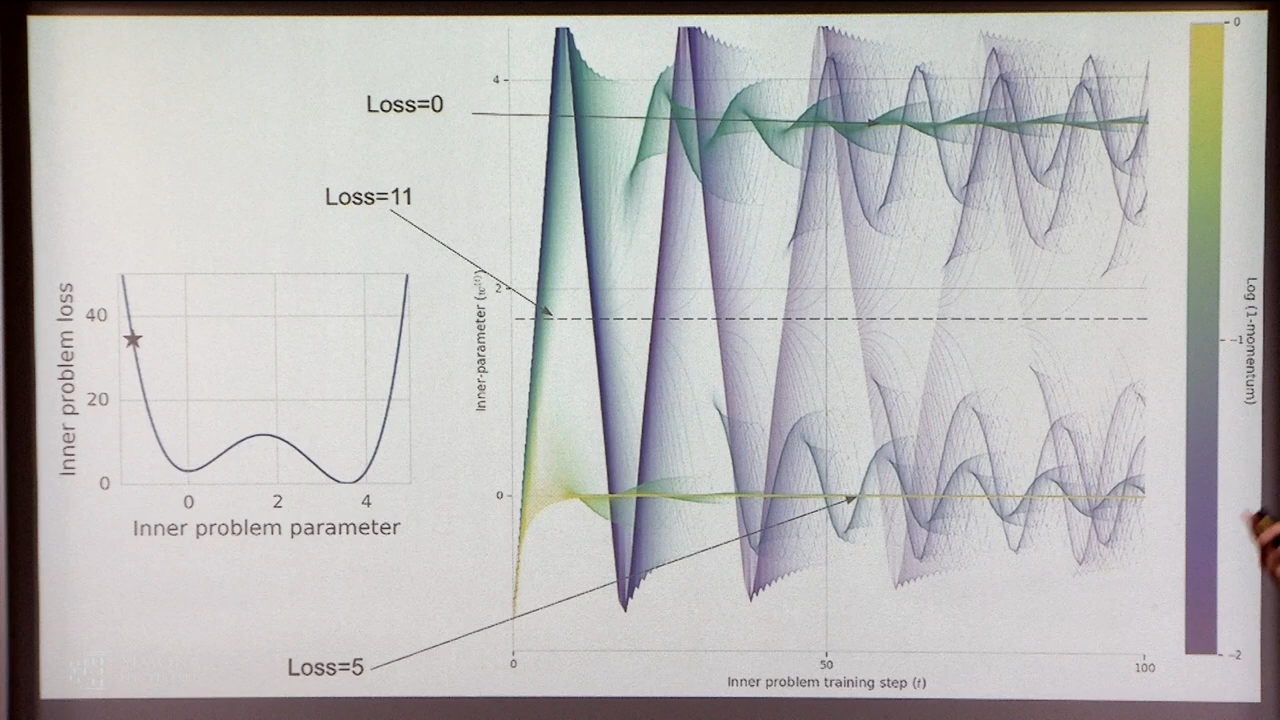 Loss=0
Loss=11
Inner problem loss
40
20
0
0
2
4
Inner problem parameter
Inner-parameter (w⁽ᵗ⁾)
4
2
0
0
50
100
Inner problem training step (t)
Loss=5
0
-1
-2
Log (1-momentum)